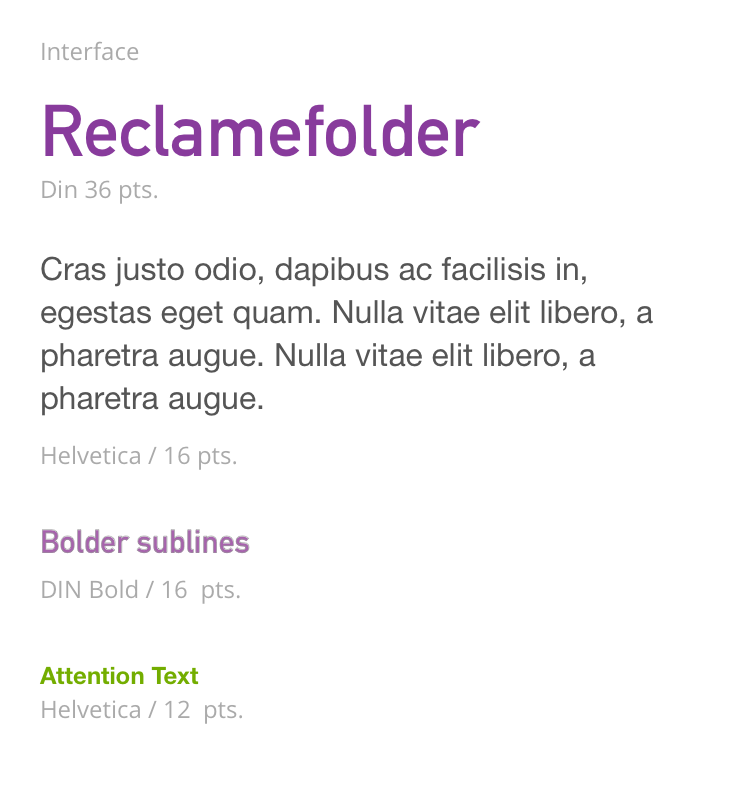 Interface
Reclamefolder
Din 36 pts.
Cras justo odio, dapibus ac facilisis in,
egestas eget quam. Nulla vitae elit libero, a
pharetra augue. Nulla vitae elit libero, a
pharetra augue.
Helvetica / 16 pts.
Bolder sublines
DIN Bold / 16  pts.
Attention Text
Helvetica / 12  pts.